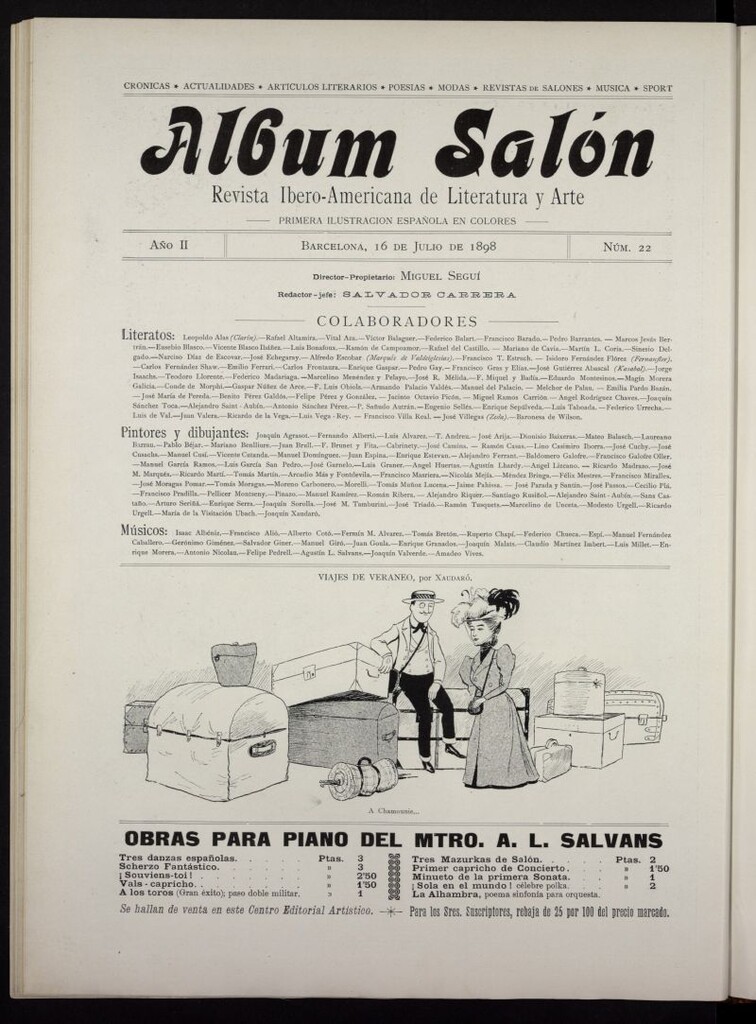 CRONICAS * ACTUALIDADES * ARTICULOS LITERARIOS * POESIAS * MODAS * REVISTAS DE SALONES * MUSICA * SPORT
Album Salón
Revista Ibero-Americana de Literatura y Arte
PRIMERA ILUSTRACION ESPAÑOLA EN COLORES
AÑO II
BARCELONA, 16 DE JULIO DE 1898
NÚM. 22
Director-Propietario: MIGUEL SEGUÍ
Redactor-jefe: SALVADOR CARRERA
COLABORADORES
Literatos: Leopoldo Alas (Clarín).—Rafael Altamira.—Vital Aza.—Víctor Balaguer.—Federico Balart.—Francisco Barado.—Pedro Barrantes. — Marcos Jesús Ber-
trán.—Eusebio Blasco.—Vicente Blasco Ibáñez.—Luis Bonafoux.—Ramón de Campoamor.—Rafael del Castillo. — Mariano de Cavia.—Martín L. Coria.—Sinesio Del-
gado.—Narciso Díaz de Escovar.—José Echegaray.— Alfredo Escobar (Marqués de Valdeiglesias).—Francisco T. Estruch. — Isidoro Fernández Flórez (Fernanflor).
—Carlos Fernández Shaw.—Emilio Ferrari.—Carlos Frontaura.—Enrique Gaspar.—Pedro Gay.—Francisco Gras y Elías.—José Gutiérrez Abascal (Kasabal).—Jorge
Isaachs.—Teodoro Llorente.—Federico Madariaga.—Marcelino Menéndez y Pelayo.—José R. Mélida.—F. Miquel y Badía.—Eduardo Montesinos.—Magín Morera
Galicia.—Conde de Morphi.—Gaspar Núñez de Arce.—F. Luis Obiols.—Armando Palacio Valdés.—Manuel del Palacio. — Melchor de Palau. —Emilia Pardo Bazán.
—José María de Pereda.—Benito Pérez Galdós.—Felipe Pérez y González.— Jacinto Octavio Picón.—Miguel Ramos Carrión.—Angel Rodríguez Chaves.—Joaquín
Sánchez Toca.—Alejandro Saint-Aubín.—Antonio Sánchez Pérez.—P. Sañudo Autrán.—Eugenio Sellés.—Enrique Sepúlveda.—Luis Taboada.—Federico Urrecha.—
Luis de Val.—Juan Valera.—Ricardo de la Vega.—Luis Vega-Rey. — Francisco Villa Real. — José Villegas (Zeda).—Baronesa de Wilson.
Pintores y dibujantes: Joaquín Agrasot.—Fernando Alberti.—Luis Alvarez.—T. Andreu.—José Arija.—Dionisio Baixeras.—Mateo Balasch.—Laureano
Barrau.—Pablo Béjar.—Mariano Benlliure.—Juan Brull.—F. Brunet y Fita.—Cabrinety.—José Camins. — Ramón Casas.—Lino Casimiro Iborra.—José Cuchy.—José
Cusachs.—Manuel Cusí.—Vicente Cutanda.—Manuel Domínguez.—Juan Espina.—Enrique Estevan.—Alejandro Ferrant.—Baldomero Galofre.—Francisco Galofre Oller.
—Manuel García Ramos.—Luis García San Pedro.—José Garnelo.—Luis Graner.—Angel Huertas.—Agustín Lhardy.—Angel Lizcano. — Ricardo Madrazo.—José
M. Marqués.—Ricardo Martí.—Tomás Martín.—Arcadio Más y Fontdevila.—Francisco Masriera.—Nicolás Mejía.—Méndez Bringa.—Félix Mestres.—Francisco Miralles.
—José Moragas Pomar.—Tomás Moragas.—Moreno Carbonero.—Morelli.—Tomás Muñoz Lucena.—Jaime Pahissa. — José Parada y Santín.—José Passos.—Cecilio Plá.
—Francisco Pradilla.—Pellicer Montseny.—Pinazo.—Manuel Ramírez.—Román Ribera. — Alejandro Riquer.—Santiago Rusiñol.—Alejandro Saint-Aubín.—Sans Cas-
taño.—Arturo Seriñá.—Enrique Serra.—Joaquín Sorolla.—José M. Tamburini.—José Triadó.—Ramón Tusquets.—Marcelino de Unceta.—Modesto Urgell.—Ricardo
Urgell.—María de la Visitación Ubach.—Joaquín Xaudaró.
Músicos: Isaac Albéniz.—Francisco Alió.—Alberto Cotó.—Fermín M. Alvarez.—Tomás Bretón.—Ruperto Chapí.—Federico Chueca.—Espí.—Manuel Fernández
Caballero.—Gerónimo Giménez.—Salvador Giner.—Manuel Giró.—Juan Goula.—Enrique Granados.—Joaquín Malats.—Claudio Martínez Imbert.—Luis Millet.—En-
rique Morera.—Antonio Nicolau.—Felipe Pedrell.—Agustín L. Salvans.—Joaquín Valverde.—Amadeo Vives.
VIAJES DE VERANEO, por XAUDARÓ.
A Chamounix...
OBRAS PARA PIANO DEL MTRO. A. L. SALVANS
Tres danzas españolas. . . . . . Ptas. 3
Scherzo Fantástico. . . . . . » 3
¡Souviens-toi! . . . . . . » 2'50
Vals-capricho. . . . . . » 1'50
A los toros (Gran éxito); paso doble militar. » 1
Tres Mazurkas de Salón. . . . . . Ptas. 2
Primer capricho de Concierto. . . . . » 1'50
Minueto de la primera Sonata. . . . . » 1
¡Sola en el mundo! célebre polka. . . . » 2
La Alhambra, poema sinfonía para orquesta.
Se hallan de venta en este Centro Editorial Artístico. —*— Para los Sres. Suscriptores, rebaja de 25 por 100 del precio marcado.